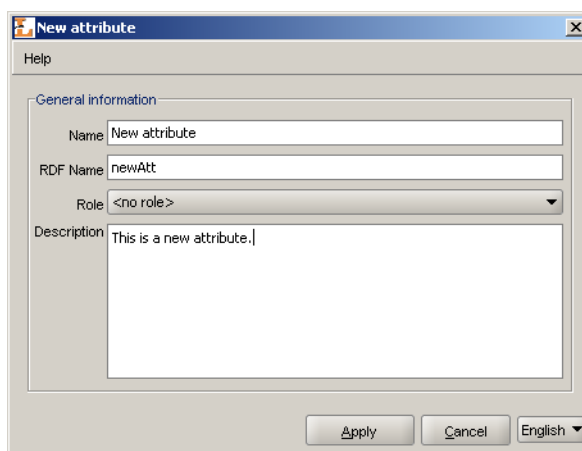 New attribute
Help
General information
Name New attribute
RDF Name newAtt
Role <no role>
Description This is a new attribute.
Apply Cancel English